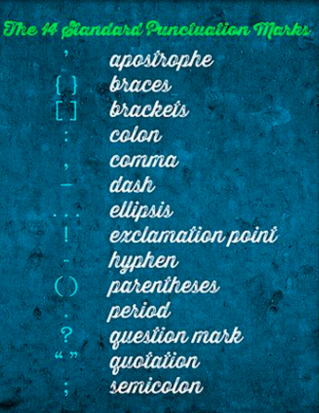 The 14 Standard Punctuation Marks
' apostrophe
{ } braces
[ ] brackets
: colon
, comma
– dash
... ellipsis
! exclamation point
- hyphen
() parentheses
. period
? question mark
“ ” quotation
; semicolon